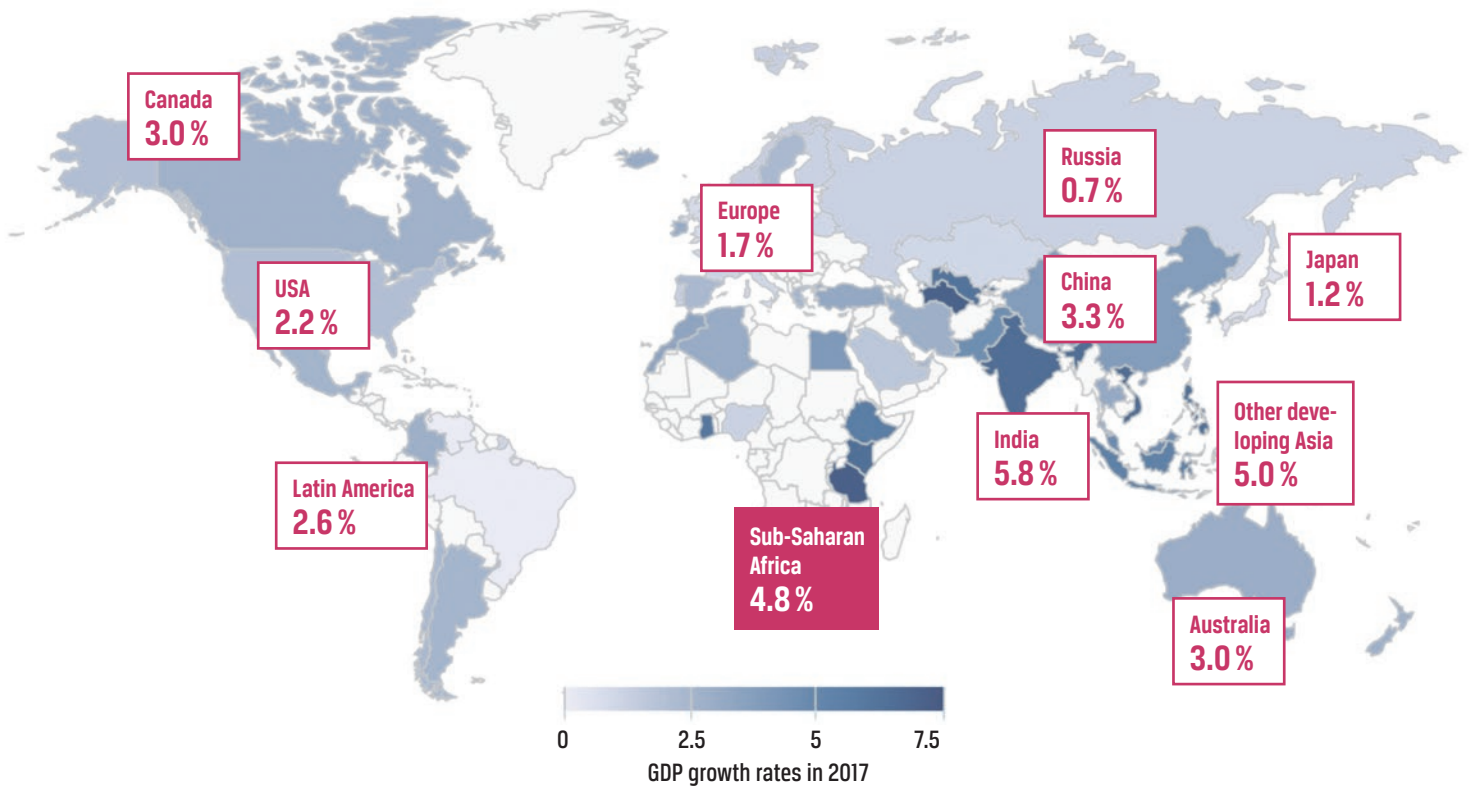 Canada
3.0 %
Russia
0.7 %
Europe
1.7 %
Japan
1.2 %
USA
2.2 %
China
3.3 %
India
5.8 %
Other deve-
loping Asia
5.0 %
Latin America
2.6 %
Sub-Saharan
Africa
4.8 %
Australia
3.0 %
0
2.5
5
7.5
GDP growth rates in 2017